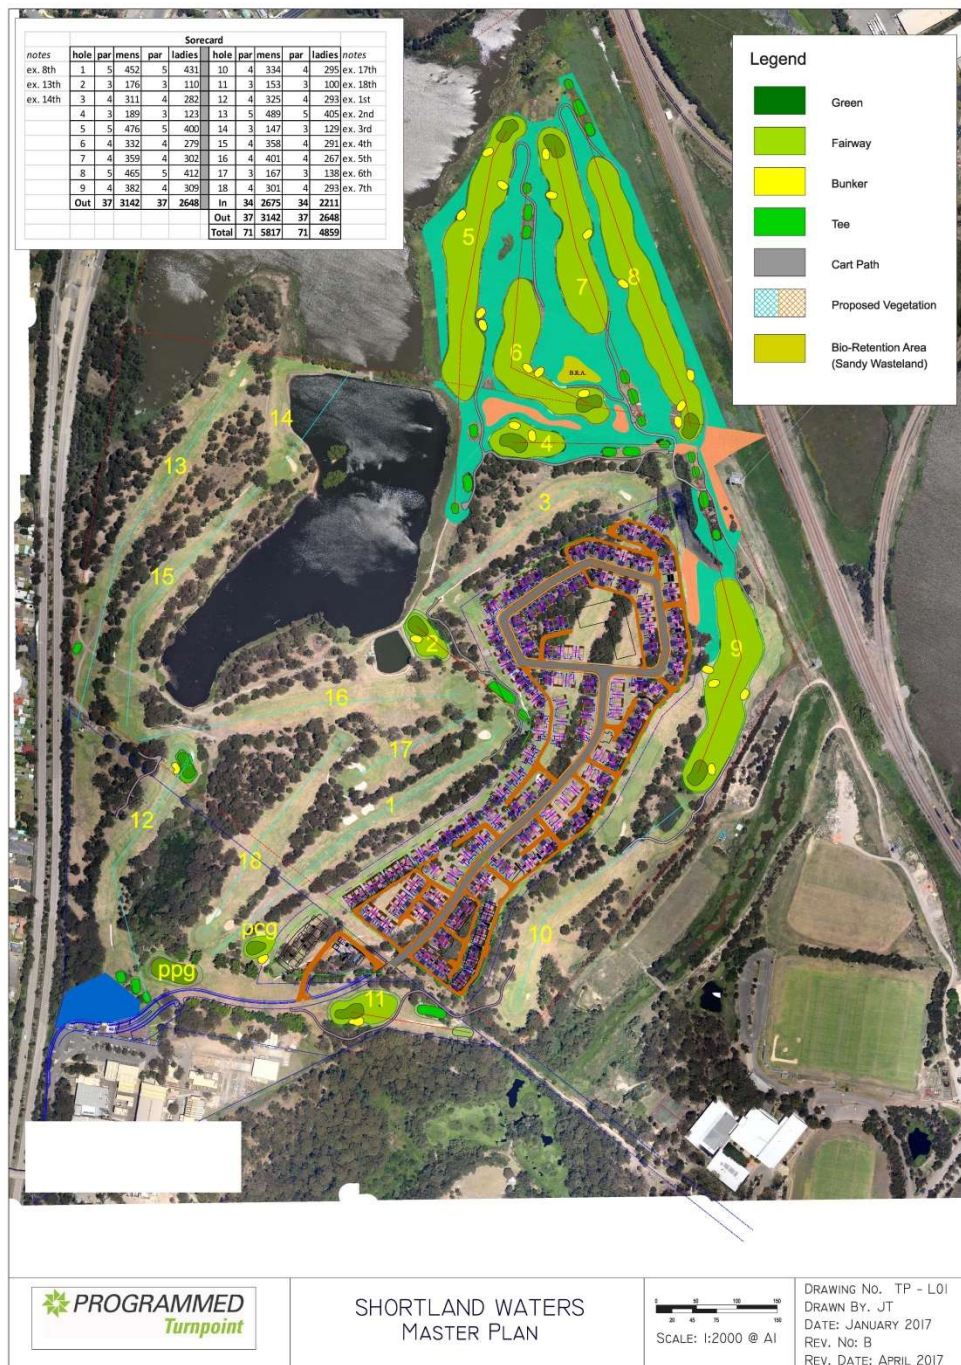 Sorecard
notes hole par mens par ladies hole par mens par ladies notes
ex. 8th 1 5 452 5 431 10 4 334 4 295 ex. 17th
ex. 13th 2 3 176 3 110 11 3 153 3 100 ex. 18th
ex. 14th 3 4 311 4 282 12 4 325 4 293 ex. 1st
4 3 189 3 123 13 5 489 5 405 ex. 2nd
5 5 476 5 400 14 3 147 3 129 ex. 3rd
6 4 332 4 279 15 4 358 4 291 ex. 4th
7 4 359 4 302 16 4 401 4 267 ex. 5th
8 5 465 5 412 17 3 167 3 138 ex. 6th
9 4 382 4 309 18 4 301 4 293 ex. 7th
Out 37 3142 37 2648 In 34 2675 34 2211
Out 37 3142 37 2648
Total 71 5817 71 4859
Legend
Green
Fairway
Bunker
Tee
Cart Path
Proposed Vegetation
Bio-Retention Area
(Sandy Wasteland)
5
7
8
6
B.R.A.
14
4
13
3
15
2
9
16
17
1
12
18
pcg
10
ppg
11
PROGRAMMED
Turnpoint
SHORTLAND WATERS
MASTER PLAN
SCALE: 1:2000 @ A1
DRAWING NO. TP - L01
DRAWN BY. JT
DATE: JANUARY 2017
REV. NO: B
REV. DATE: APRIL 2017